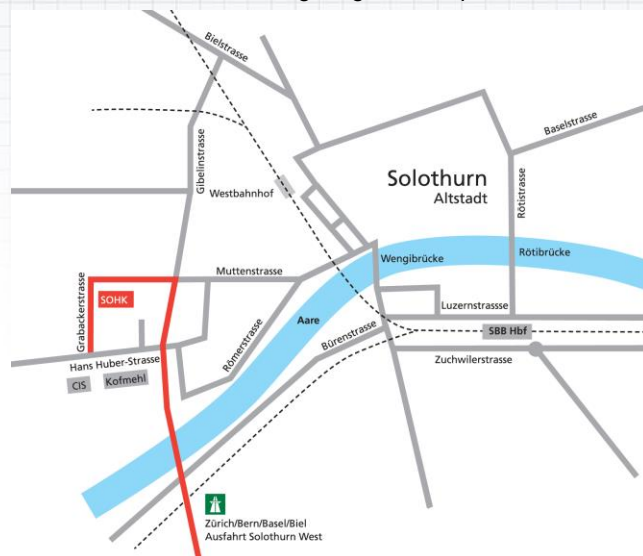 Bielstrasse
Baselstrasse
Gibelinstrasse
Solothurn
Altstadt
Rötistrasse
Westbahnhof
Wengibrücke
Rötibrücke
Muttenstrasse
Grabackerstrasse
SOHK
Luzernstrassse
Aare
SBB Hbf
Römerstrasse
Bürenstrasse
Hans Huber-Strasse
Zuchwilerstrasse
CIS
Kofmehl
Zürich/Bern/Basel/Biel
Ausfahrt Solothurn West